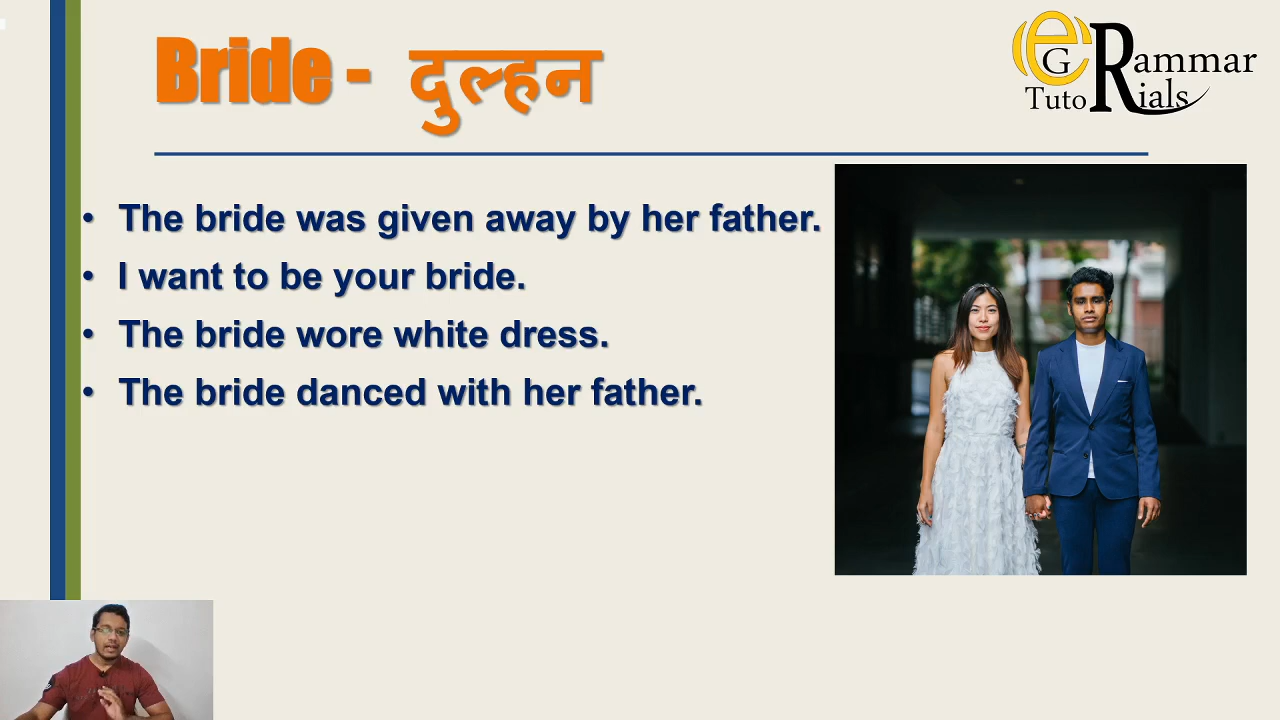 Bride - दुल्हन
eGRammar
TutoRials
• The bride was given away by her father.
• I want to be your bride.
• The bride wore white dress.
• The bride danced with her father.